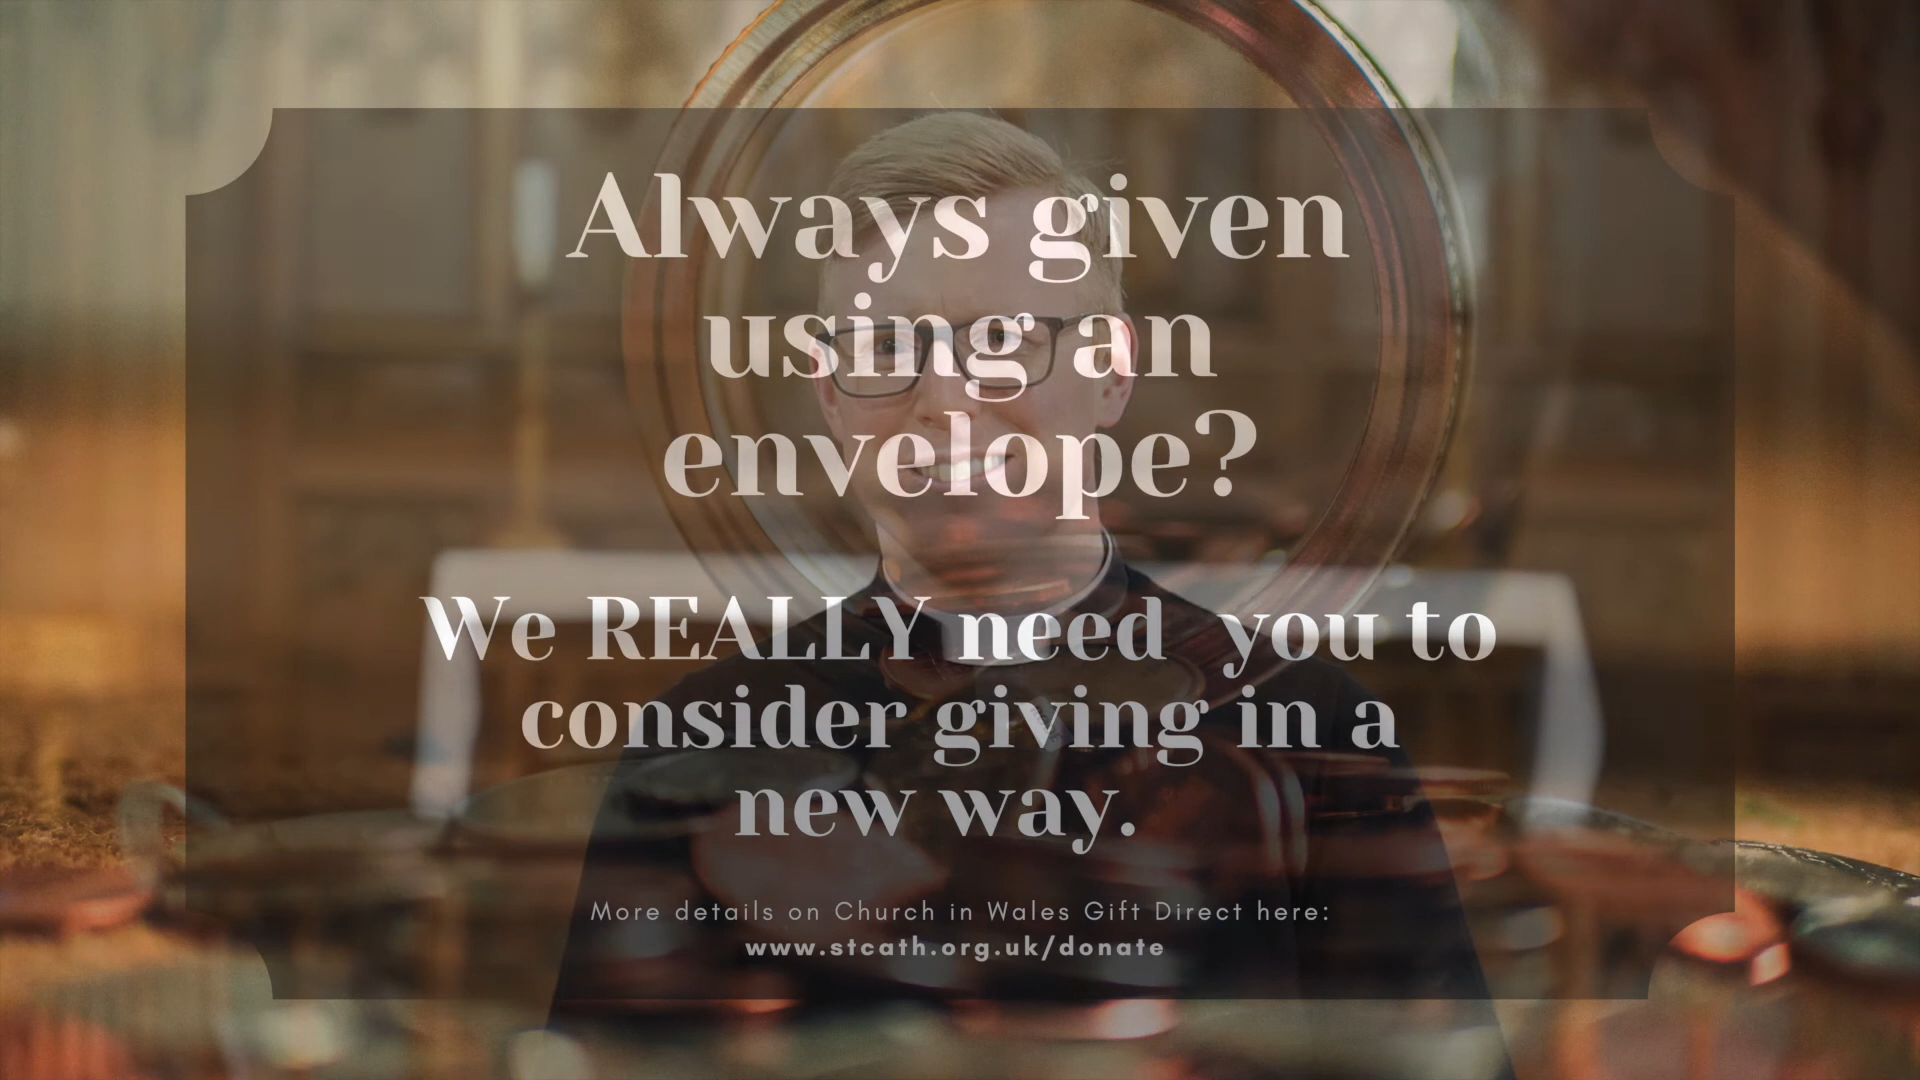 Always given
using an
envelope?
We REALLY need you to
consider giving in a
new way.
More details on Church in Wales Gift Direct here:
www.stcath.org.uk/donate